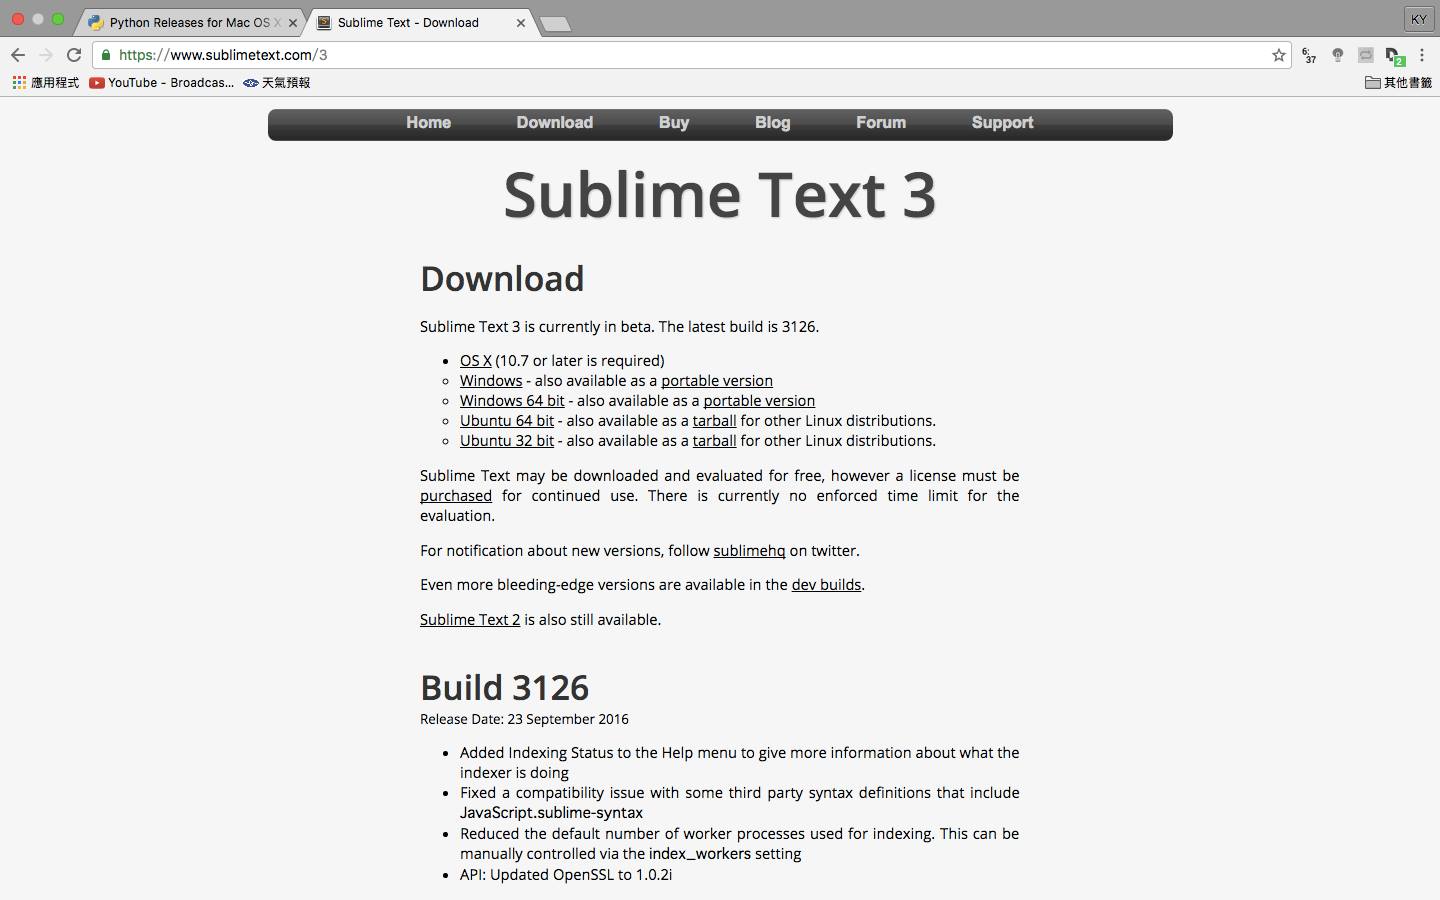 Python Releases for Mac OS X
Sublime Text - Download
KY
https://www.sublimetext.com/3
6:
37
2
應用程式
YouTube - Broadcas...
天氣預報
其他書籤
Home
Download
Buy
Blog
Forum
Support
Sublime Text 3
Download
Sublime Text 3 is currently in beta. The latest build is 3126.
OS X (10.7 or later is required)
Windows - also available as a portable version
Windows 64 bit - also available as a portable version
Ubuntu 64 bit - also available as a tarball for other Linux distributions.
Ubuntu 32 bit - also available as a tarball for other Linux distributions.
Sublime Text may be downloaded and evaluated for free, however a license must be
purchased for continued use. There is currently no enforced time limit for the
evaluation.
For notification about new versions, follow sublimehq on twitter.
Even more bleeding-edge versions are available in the dev builds.
Sublime Text 2 is also still available.
Build 3126
Release Date: 23 September 2016
Added Indexing Status to the Help menu to give more information about what the
indexer is doing
Fixed a compatibility issue with some third party syntax definitions that include
JavaScript.sublime-syntax
Reduced the default number of worker processes used for indexing. This can be
manually controlled via the index_workers setting
API: Updated OpenSSL to 1.0.2i